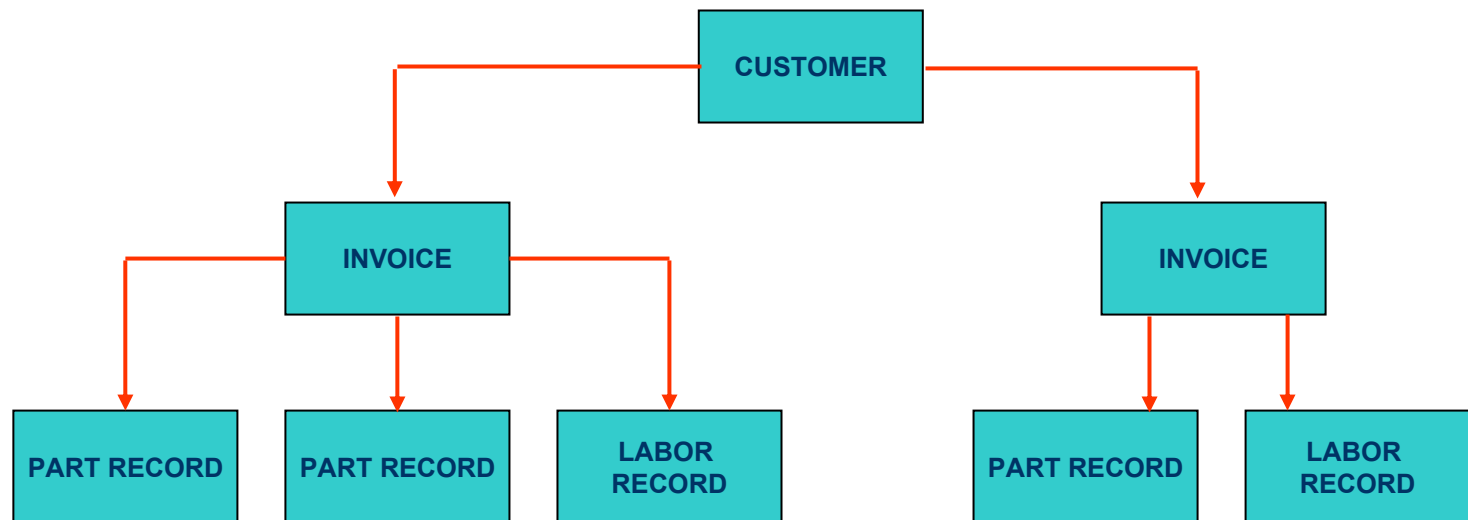 CUSTOMER
INVOICE
INVOICE
PART RECORD
PART RECORD
LABOR
RECORD
PART RECORD
LABOR
RECORD